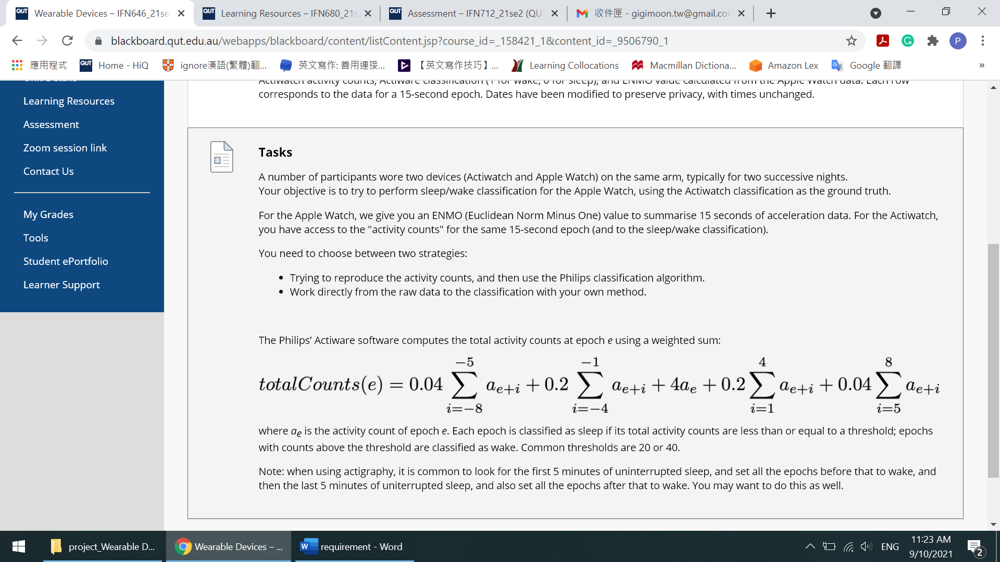 QUT Wearable Devices – IFN646_21se
QUT Learning Resources – IFN680_21s
QUT Assessment – IFN712_21se2 (QU
收件匣 - gigimoon.tw@gmail.com
blackboard.qut.edu.au/webapps/blackboard/content/listContent.jsp?course_id=_158421_1&content_id=_9506790_1
P
應用程式
QUT Home - HiQ
ignore漢語(繁體)翻...
英文寫作: 善用連接...
【英文寫作技巧】...
Learning Collocations
Macmillan Dictiona...
Amazon Lex
Google 翻譯
»
Learning Resources
Assessment
Zoom session link
Contact Us
My Grades
Tools
Student ePortfolio
Learner Support
Actiwatch activity counts, Actiware classification (1 for wake, 0 for sleep), and ENMO value calculated from the Apple Watch data. Each row
corresponds to the data for a 15-second epoch. Dates have been modified to preserve privacy, with times unchanged.
Tasks
A number of participants wore two devices (Actiwatch and Apple Watch) on the same arm, typically for two successive nights.
Your objective is to try to perform sleep/wake classification for the Apple Watch, using the Actiwatch classification as the ground truth.
For the Apple Watch, we give you an ENMO (Euclidean Norm Minus One) value to summarise 15 seconds of acceleration data. For the Actiwatch,
you have access to the "activity counts" for the same 15-second epoch (and to the sleep/wake classification).
You need to choose between two strategies:
• Trying to reproduce the activity counts, and then use the Philips classification algorithm.
• Work directly from the raw data to the classification with your own method.
The Philips’ Actiware software computes the total activity counts at epoch e using a weighted sum:
totalCounts(e) = 0.04 ∑_{i=−8}^{−5} a_{e+i} + 0.2 ∑_{i=−4}^{−1} a_{e+i} + 4a_e + 0.2 ∑_{i=1}^{4} a_{e+i} + 0.04 ∑_{i=5}^{8} a_{e+i}
where a_e is the activity count of epoch e. Each epoch is classified as sleep if its total activity counts are less than or equal to a threshold; epochs
with counts above the threshold are classified as wake. Common thresholds are 20 or 40.
Note: when using actigraphy, it is common to look for the first 5 minutes of uninterrupted sleep, and set all the epochs before that to wake, and
then the last 5 minutes of uniterrupted sleep, and also set all the epochs after that to wake. You may want to do this as well.
project_Wearable D...
Wearable Devices – ...
W requirement - Word
ENG
11:23 AM
9/10/2021
2